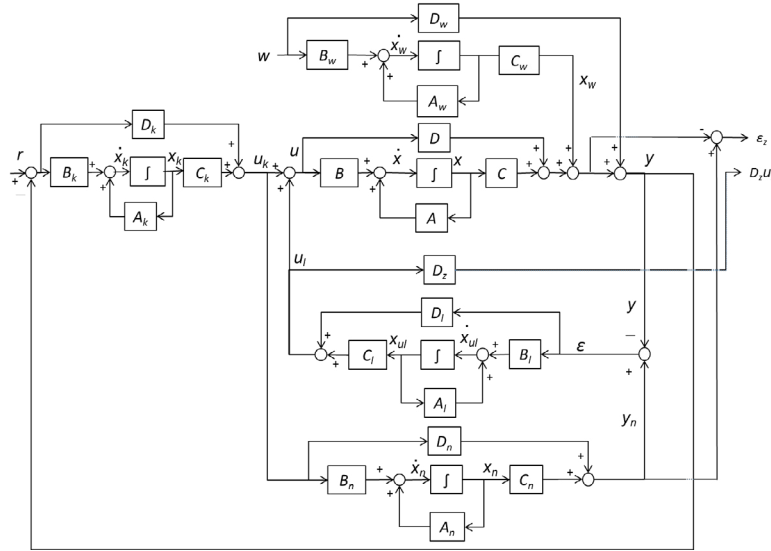 D_w
w
B_w
+
ẋ_w
∫
C_w
+
A_w
x_w
D_k
D
-
ε_z
r
+
ẋ_k
x_k
+
u_k
u
+
ẋ
x
+
+
y
+
+
B_k
+
∫
C_k
+
+
B
+
∫
C
+
+
+
D_z u
−
+
A_k
+
+
A
u_l
D_z
D_l
y
+
C_l
x_ul
∫
ẋ_ul
+
B_l
ε
−
+
+
A_l
+
y_n
D_n
+
B_n
+
ẋ_n
∫
x_n
C_n
+
+
A_n